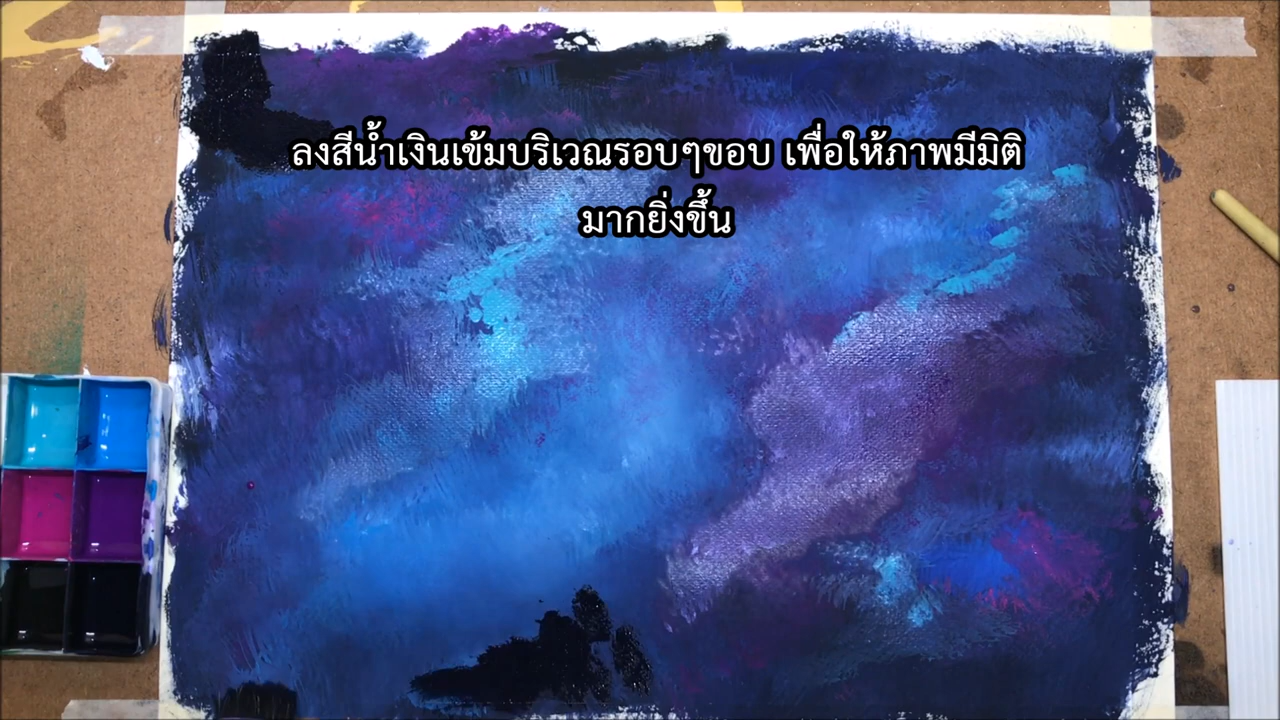 ลงสีน้ำเงินเข้มบริเวณรอบๆขอบ เพื่อให้ภาพมีมิติ
มากยิ่งขึ้น